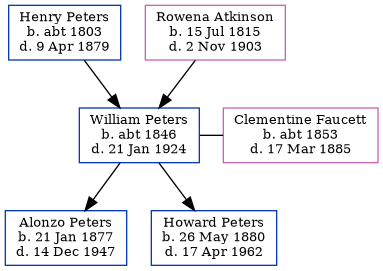 Henry Peters
b. abt 1803
d. 9 Apr 1879
Rowena Atkinson
b. 15 Jul 1815
d. 2 Nov 1903
William Peters
b. abt 1846
d. 21 Jan 1924
Clementine Faucett
b. abt 1853
d. 17 Mar 1885
Alonzo Peters
b. 21 Jan 1877
d. 14 Dec 1947
Howard Peters
b. 26 May 1880
d. 17 Apr 1962